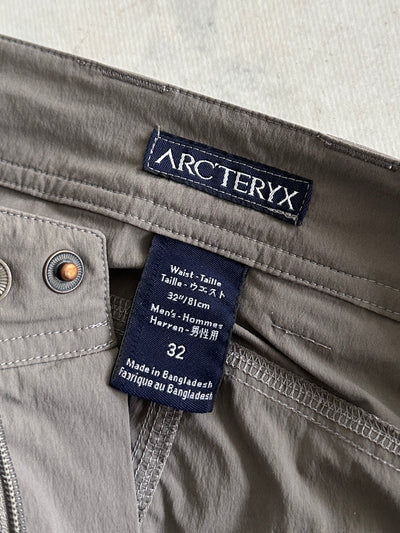 ARC'TERYX
Waist-Taille
Taille-ウエスト
32"/81cm
Men's-Hommes
Herren-男性用
32
Made in Bangladesh
Fabriqué au Bangladesh